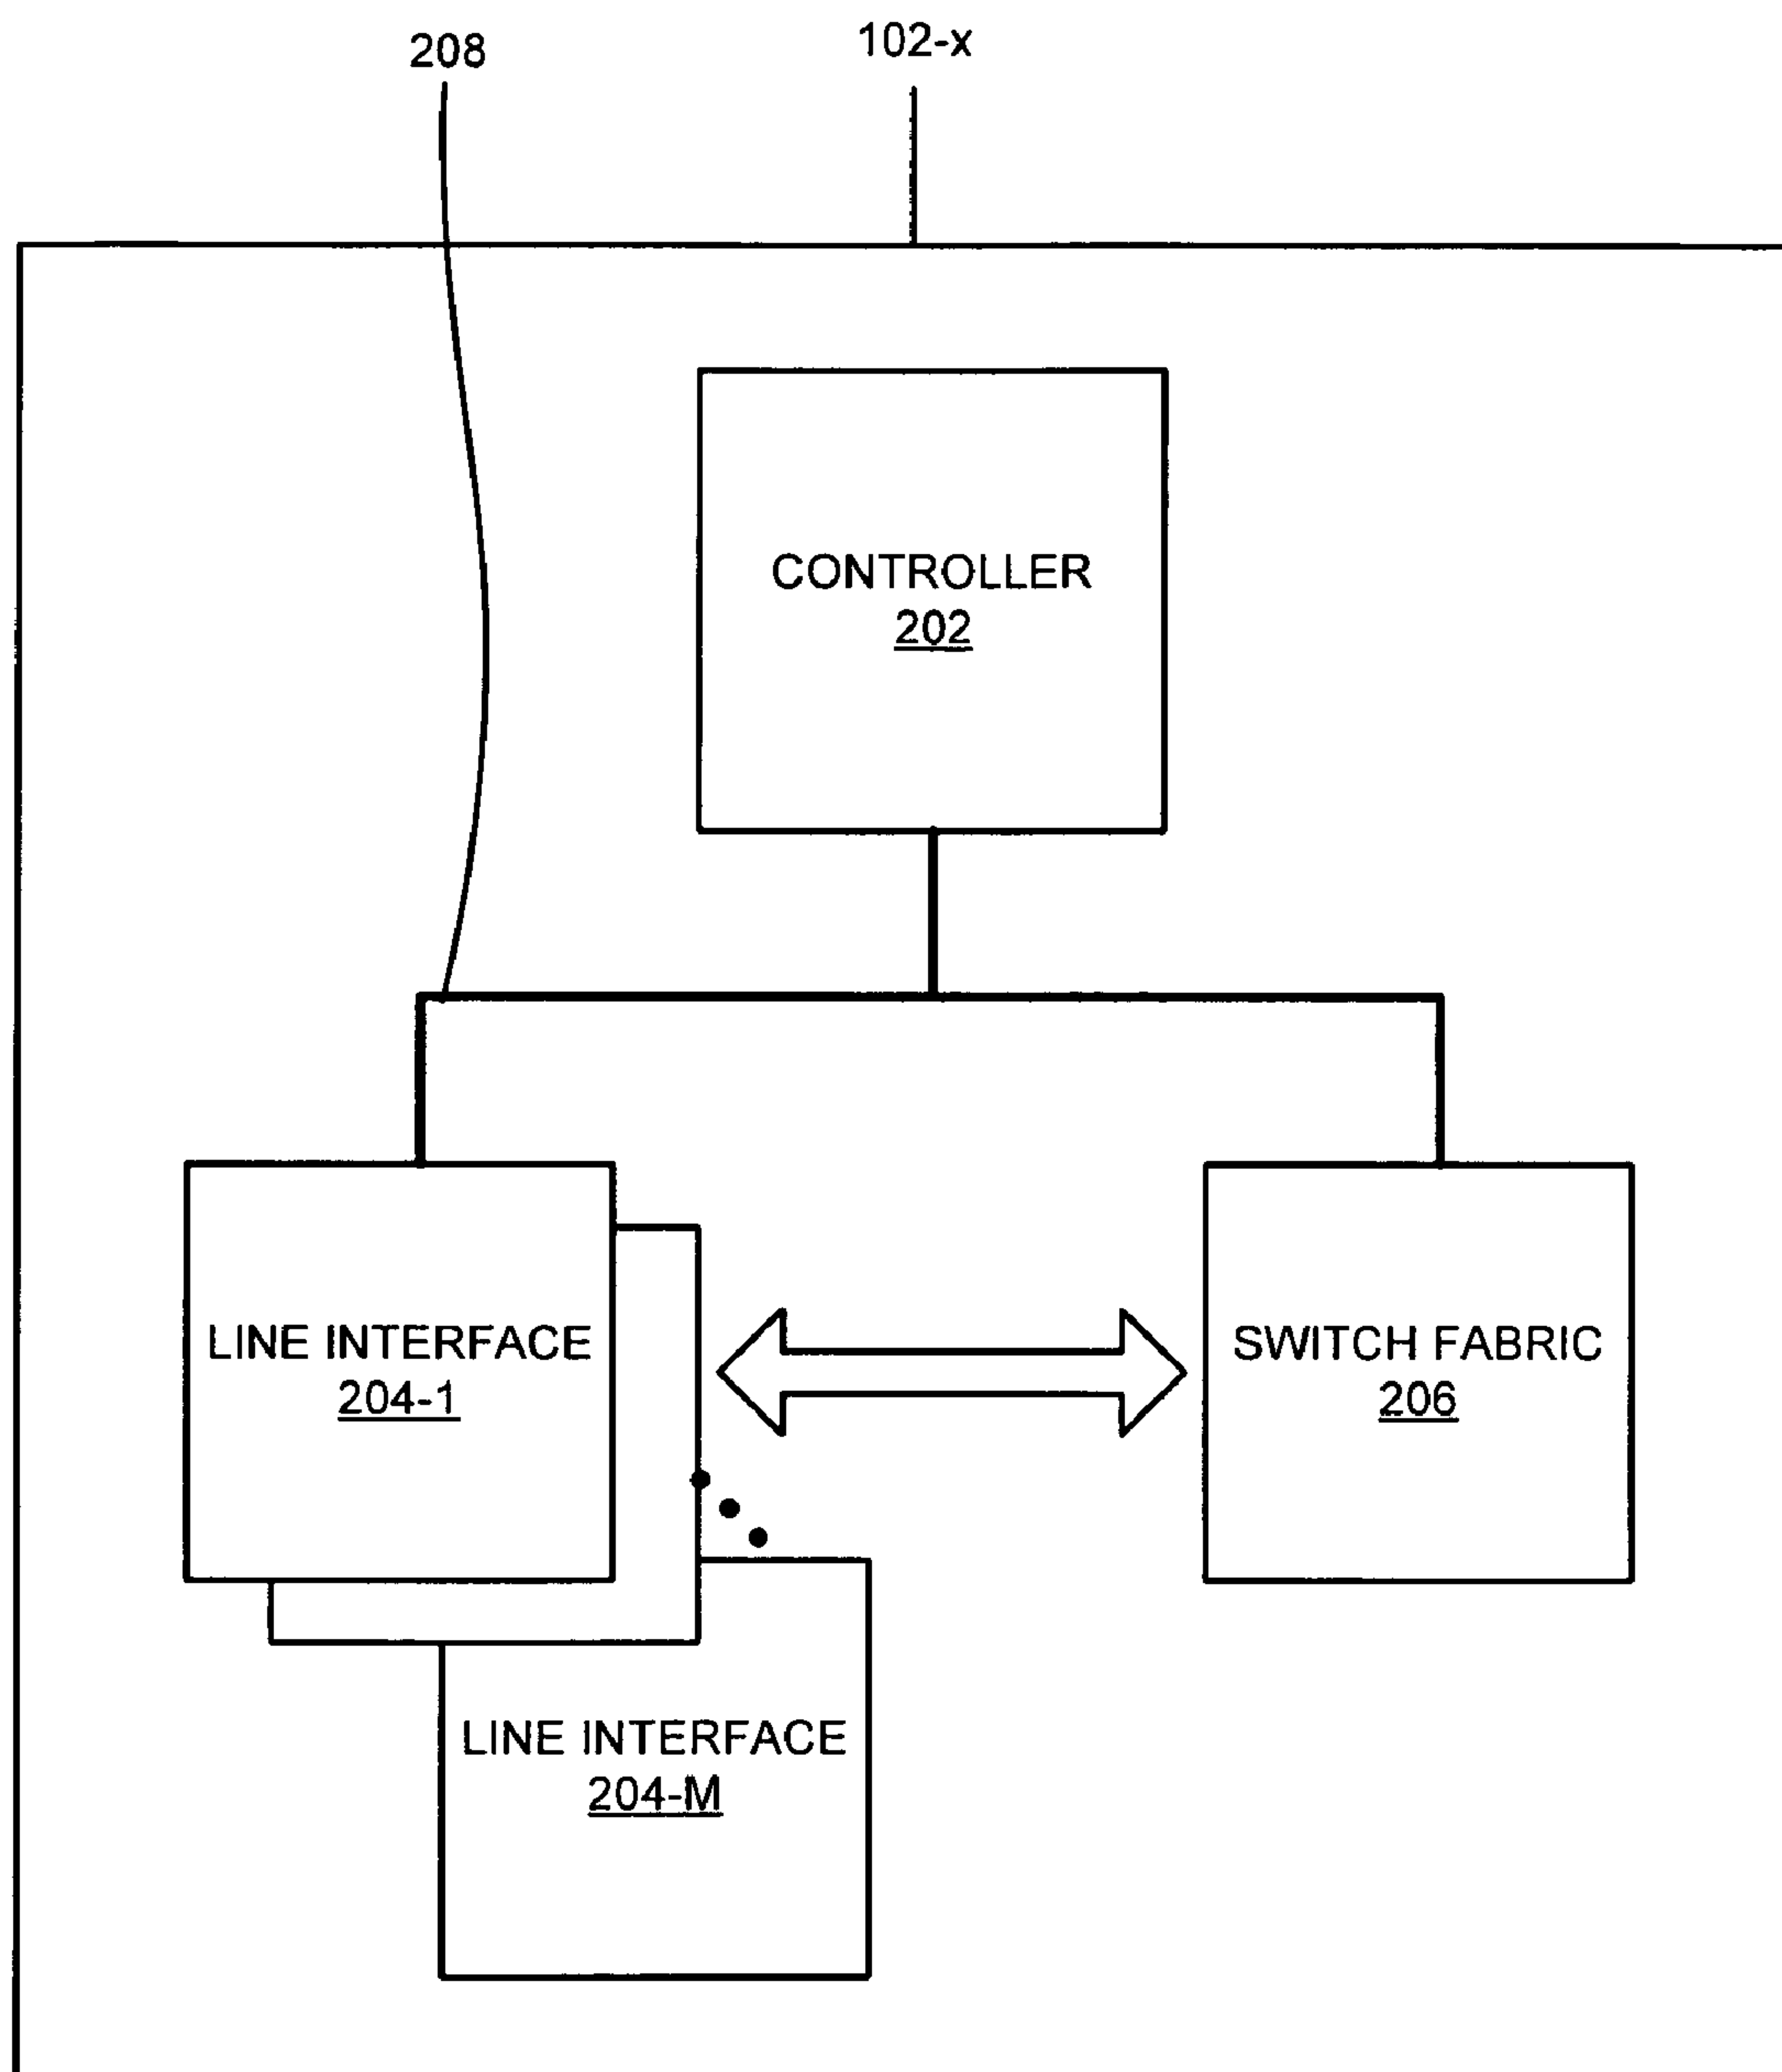 208
102-x
CONTROLLER
202
LINE INTERFACE
204-1
SWITCH FABRIC
206
LINE INTERFACE
204-M